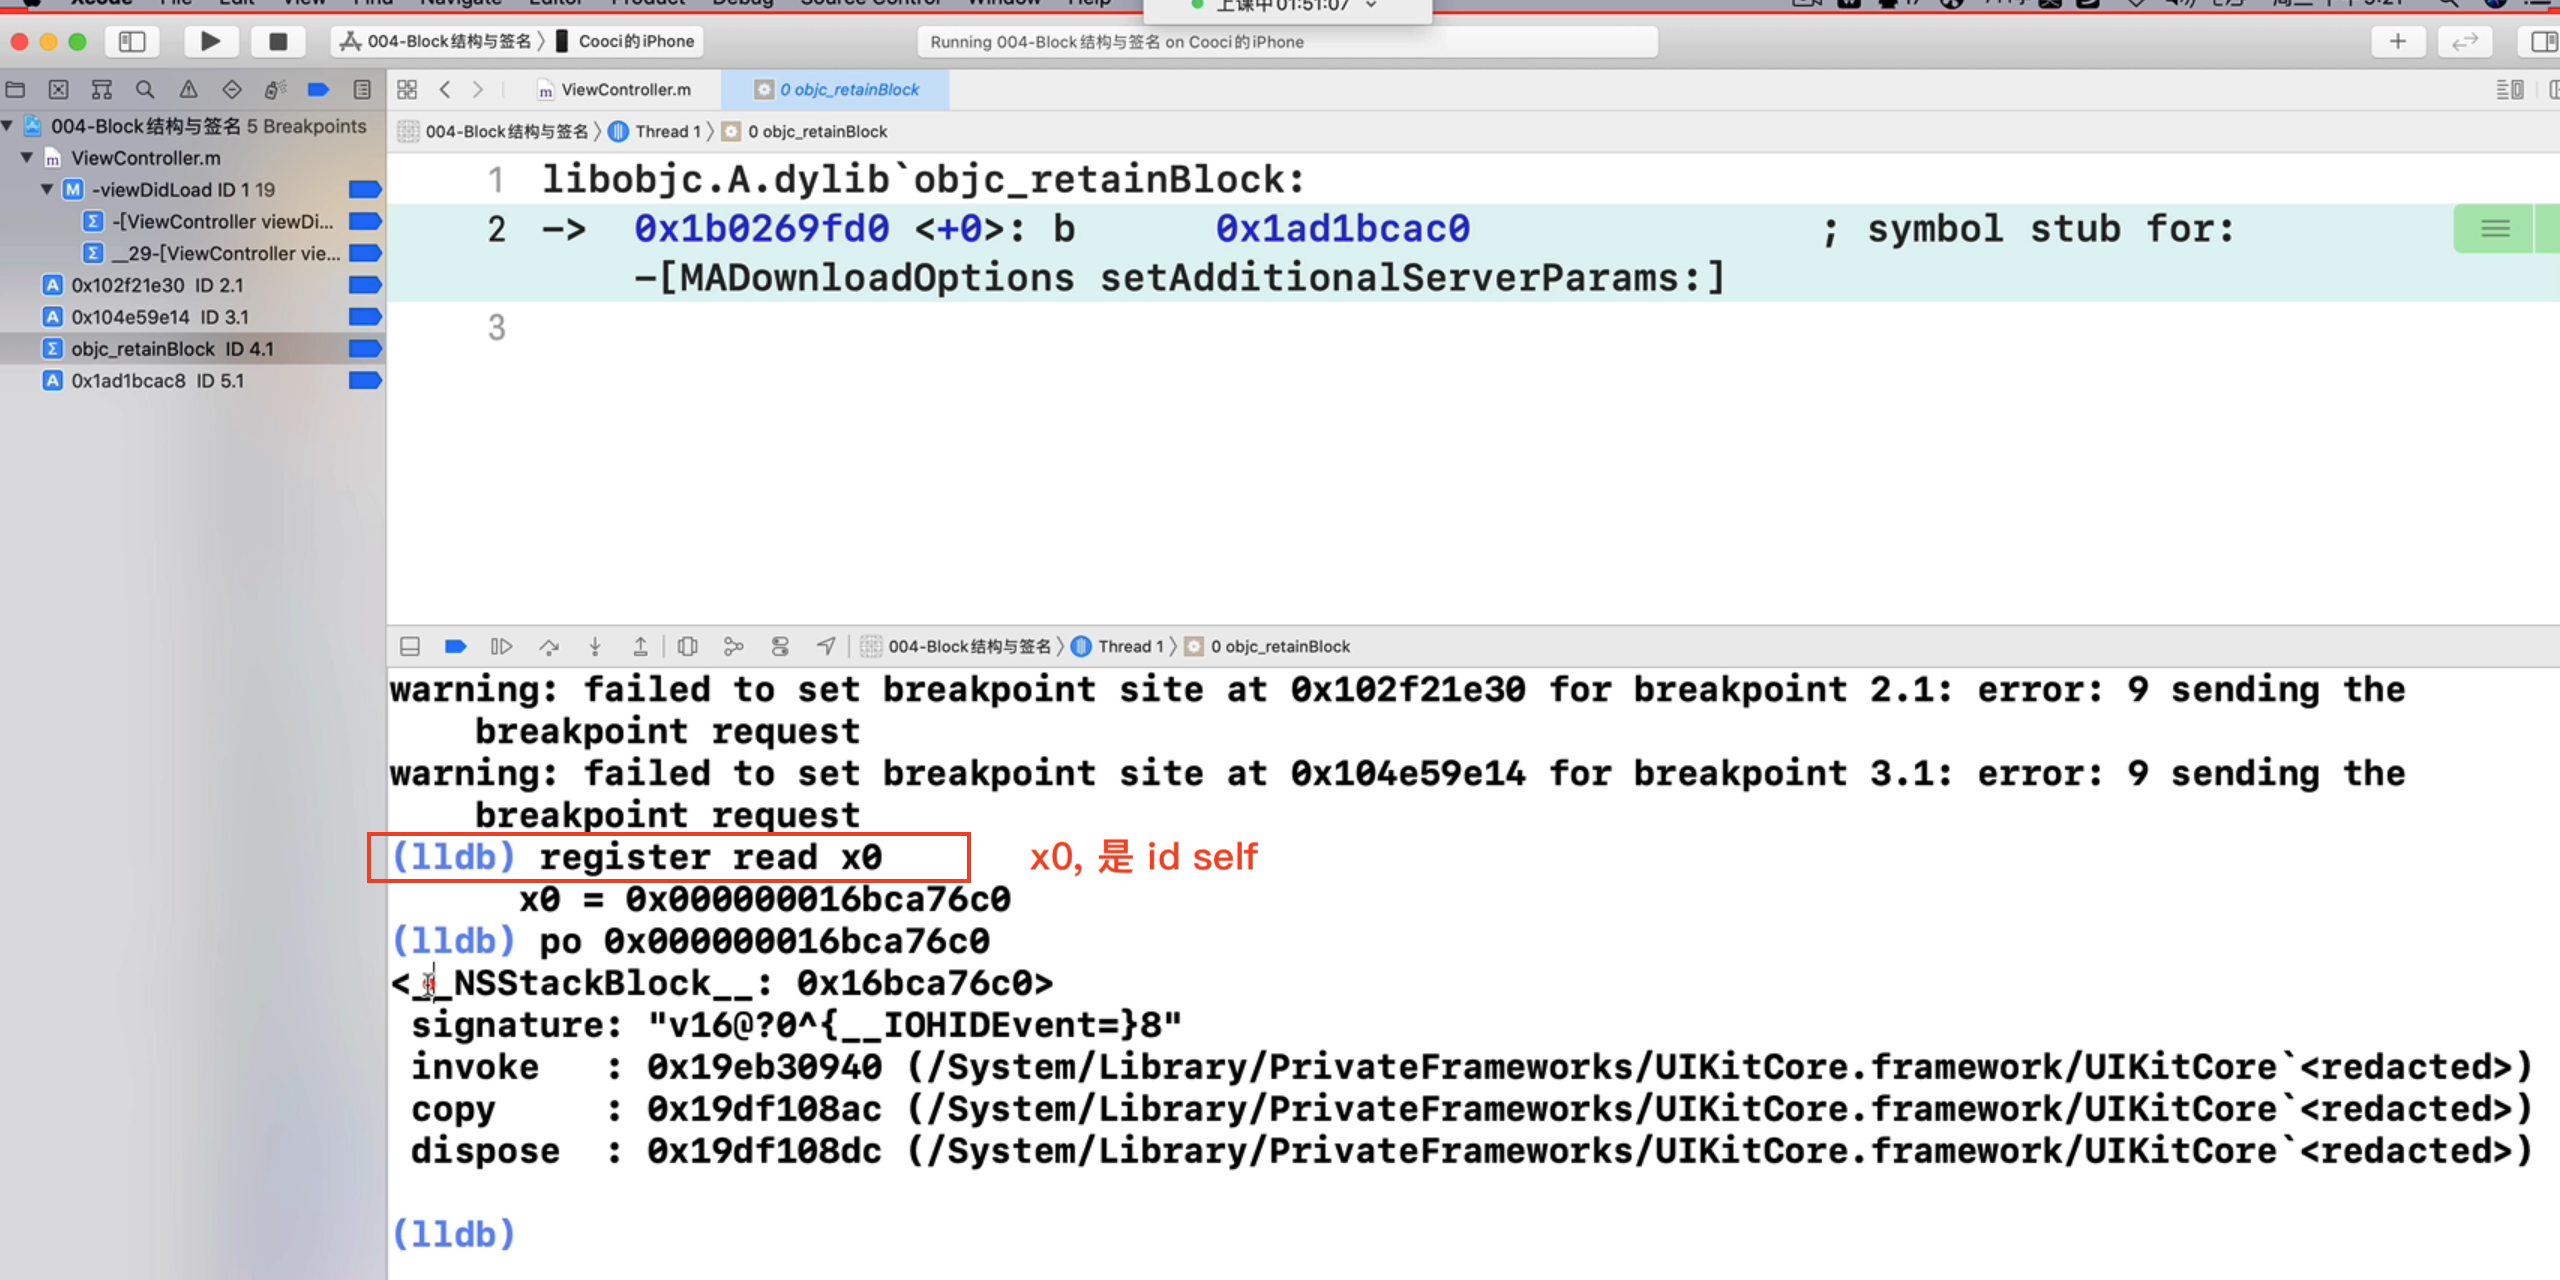 Xcode File Edit View Find Navigate Editor Product Debug Source Control Window Help
上课中01:51:07
004-Block结构与签名 〉 Cooci的iPhone
Running 004-Block结构与签名 on Cooci的iPhone
ViewController.m
0 objc_retainBlock
004-Block结构与签名 5 Breakpoints
ViewController.m
-viewDidLoad ID 1 19
-[ViewController viewDi...
__29-[ViewController vie...
0x102f21e30 ID 2.1
0x104e59e14 ID 3.1
objc_retainBlock ID 4.1
0x1ad1bcac8 ID 5.1
004-Block结构与签名 〉 Thread 1 〉 0 objc_retainBlock
1 libobjc.A.dylib`objc_retainBlock:
2 -> 0x1b0269fd0 <+0>: b 0x1ad1bcac0 ; symbol stub for:
-[MADownloadOptions setAdditionalServerParams:]
3
004-Block结构与签名 〉 Thread 1 〉 0 objc_retainBlock
warning: failed to set breakpoint site at 0x102f21e30 for breakpoint 2.1: error: 9 sending the
breakpoint request
warning: failed to set breakpoint site at 0x104e59e14 for breakpoint 3.1: error: 9 sending the
breakpoint request
(lldb) register read x0
x0, 是 id self
x0 = 0x000000016bca76c0
(lldb) po 0x000000016bca76c0
<__NSStackBlock__: 0x16bca76c0>
signature: "v16@?0^{__IOHIDEvent=}8"
invoke : 0x19eb30940 (/System/Library/PrivateFrameworks/UIKitCore.framework/UIKitCore`<redacted>)
copy : 0x19df108ac (/System/Library/PrivateFrameworks/UIKitCore.framework/UIKitCore`<redacted>)
dispose : 0x19df108dc (/System/Library/PrivateFrameworks/UIKitCore.framework/UIKitCore`<redacted>)
(lldb)